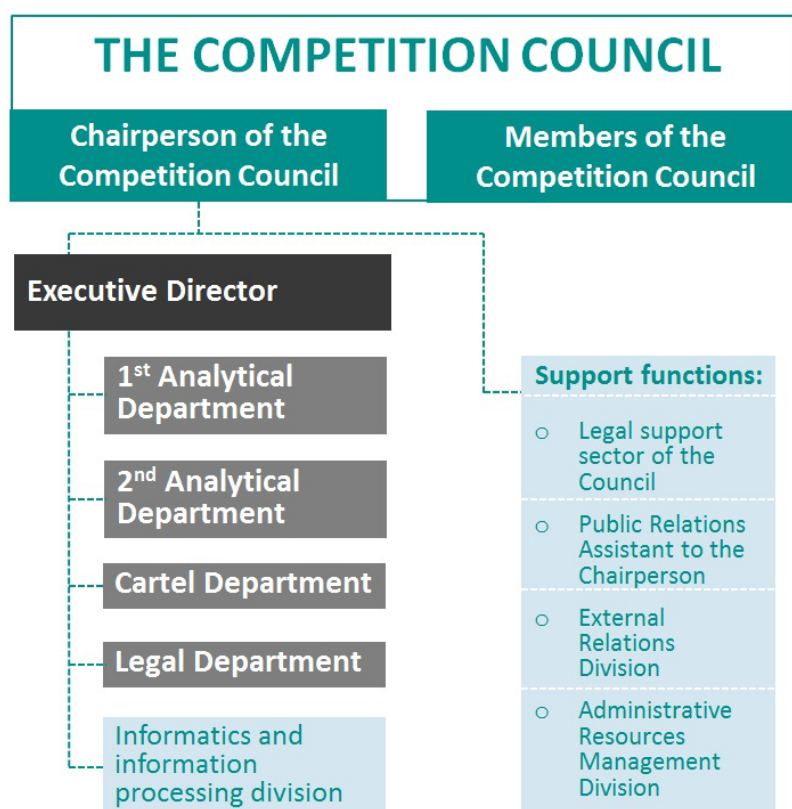 THE COMPETITION COUNCIL
Chairperson of the
Competition Council
Members of the
Competition Council
Executive Director
1st Analytical
Department
2nd Analytical
Department
Cartel Department
Legal Department
Informatics and
information
processing division
Support functions:
o Legal support
sector of the
Council
o Public Relations
Assistant to the
Chairperson
o External
Relations
Division
o Administrative
Resources
Management
Division